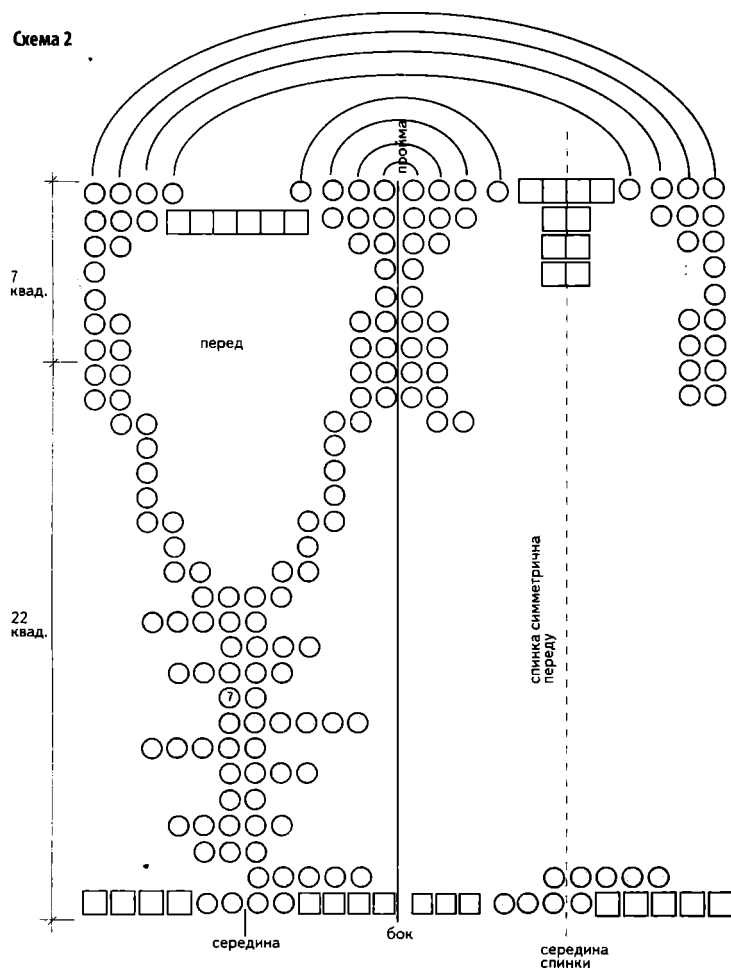 Схема 2
пройма
7
квад.
перед
22
квад.
спинка симметрична
переду
7
середина
бок
середина
спинки